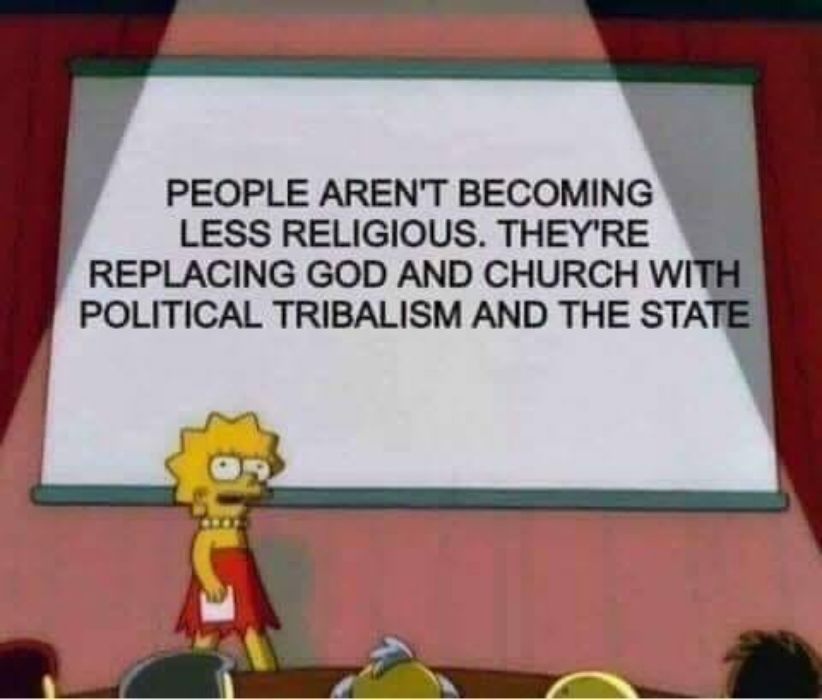 PEOPLE AREN'T BECOMING
LESS RELIGIOUS. THEY'RE
REPLACING GOD AND CHURCH WITH
POLITICAL TRIBALISM AND THE STATE